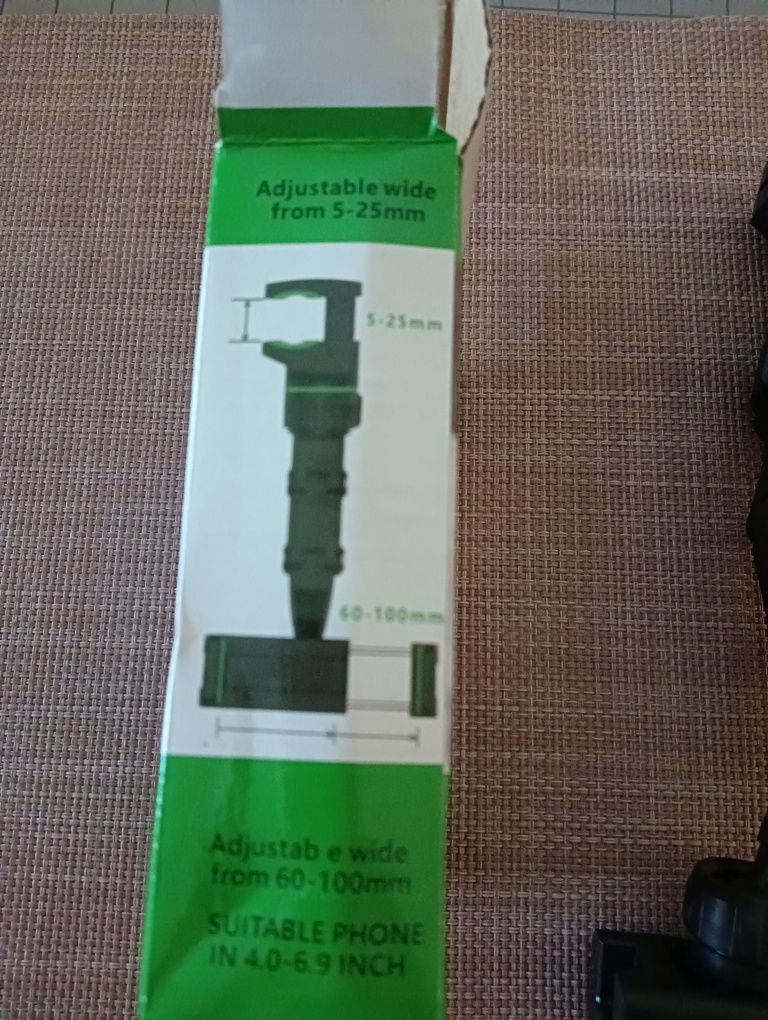 Adjustable wide
from 5-25mm
5-25mm
60-100mm
Adjustab e wide
from 60-100mm
SUITABLE PHONE
IN 4.0-6.9 INCH